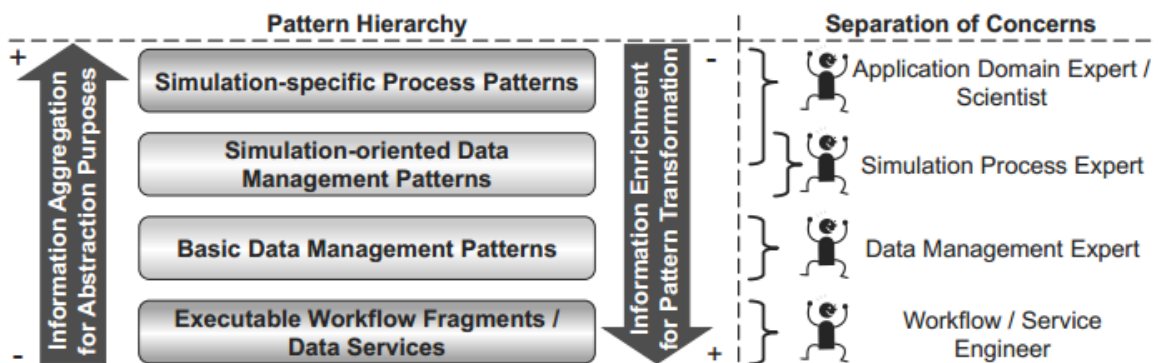 Pattern Hierarchy
Separation of Concerns
+
Information Aggregation
for Abstraction Purposes
-
Simulation-specific Process Patterns
Simulation-oriented Data
Management Patterns
Basic Data Management Patterns
Executable Workflow Fragments /
Data Services
-
Information Enrichment
for Pattern Transformation
+
Application Domain Expert /
Scientist
Simulation Process Expert
Data Management Expert
Workflow / Service
Engineer